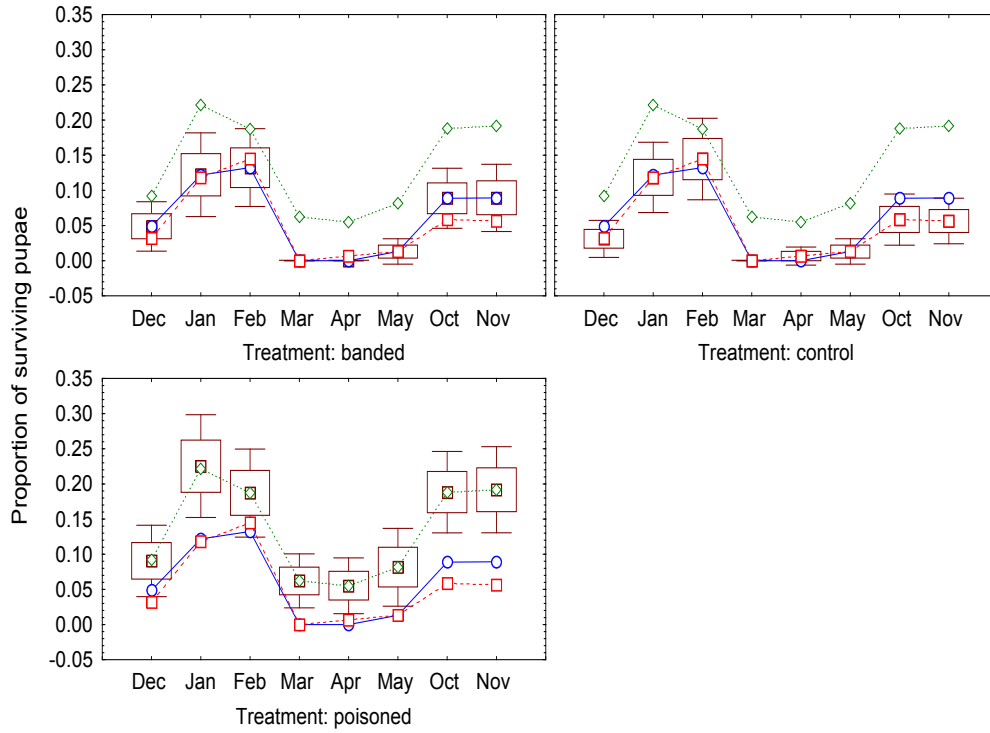 Proportion of surviving pupae
0.35
0.30
0.25
0.20
0.15
0.10
0.05
0.00
-0.05
Dec Jan Feb Mar Apr May Oct Nov
Treatment: banded
Dec Jan Feb Mar Apr May Oct Nov
Treatment: control
0.35
0.30
0.25
0.20
0.15
0.10
0.05
0.00
-0.05
Dec Jan Feb Mar Apr May Oct Nov
Treatment: poisoned